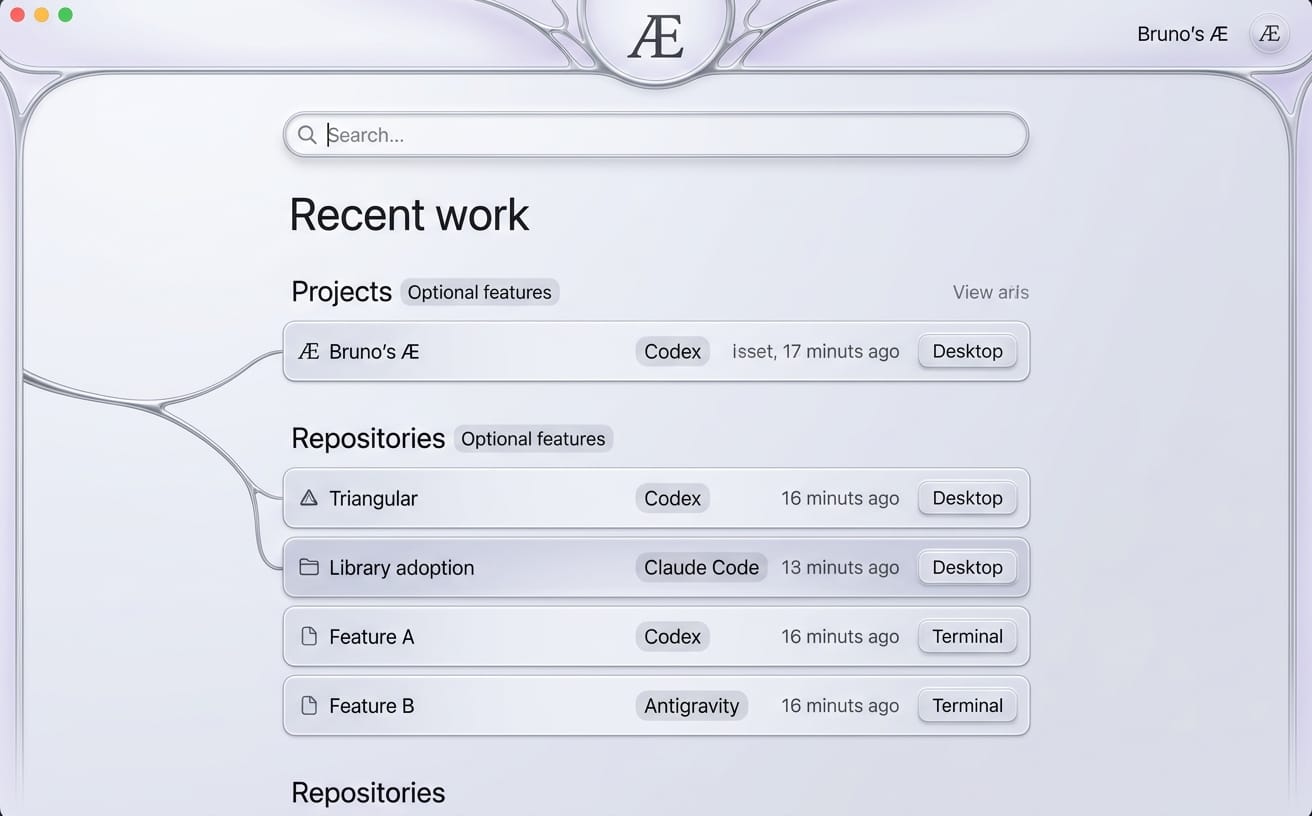 Æ
Bruno's Æ Æ
Search...
Recent work
Projects Optional features View aris
Æ Bruno's Æ Codex isset, 17 minuts ago Desktop
Repositories Optional features
Triangular Codex 16 minuts ago Desktop
Library adoption Claude Code 13 minuts ago Desktop
Feature A Codex 16 minuts ago Terminal
Feature B Antigravity 16 minuts ago Terminal
Repositories